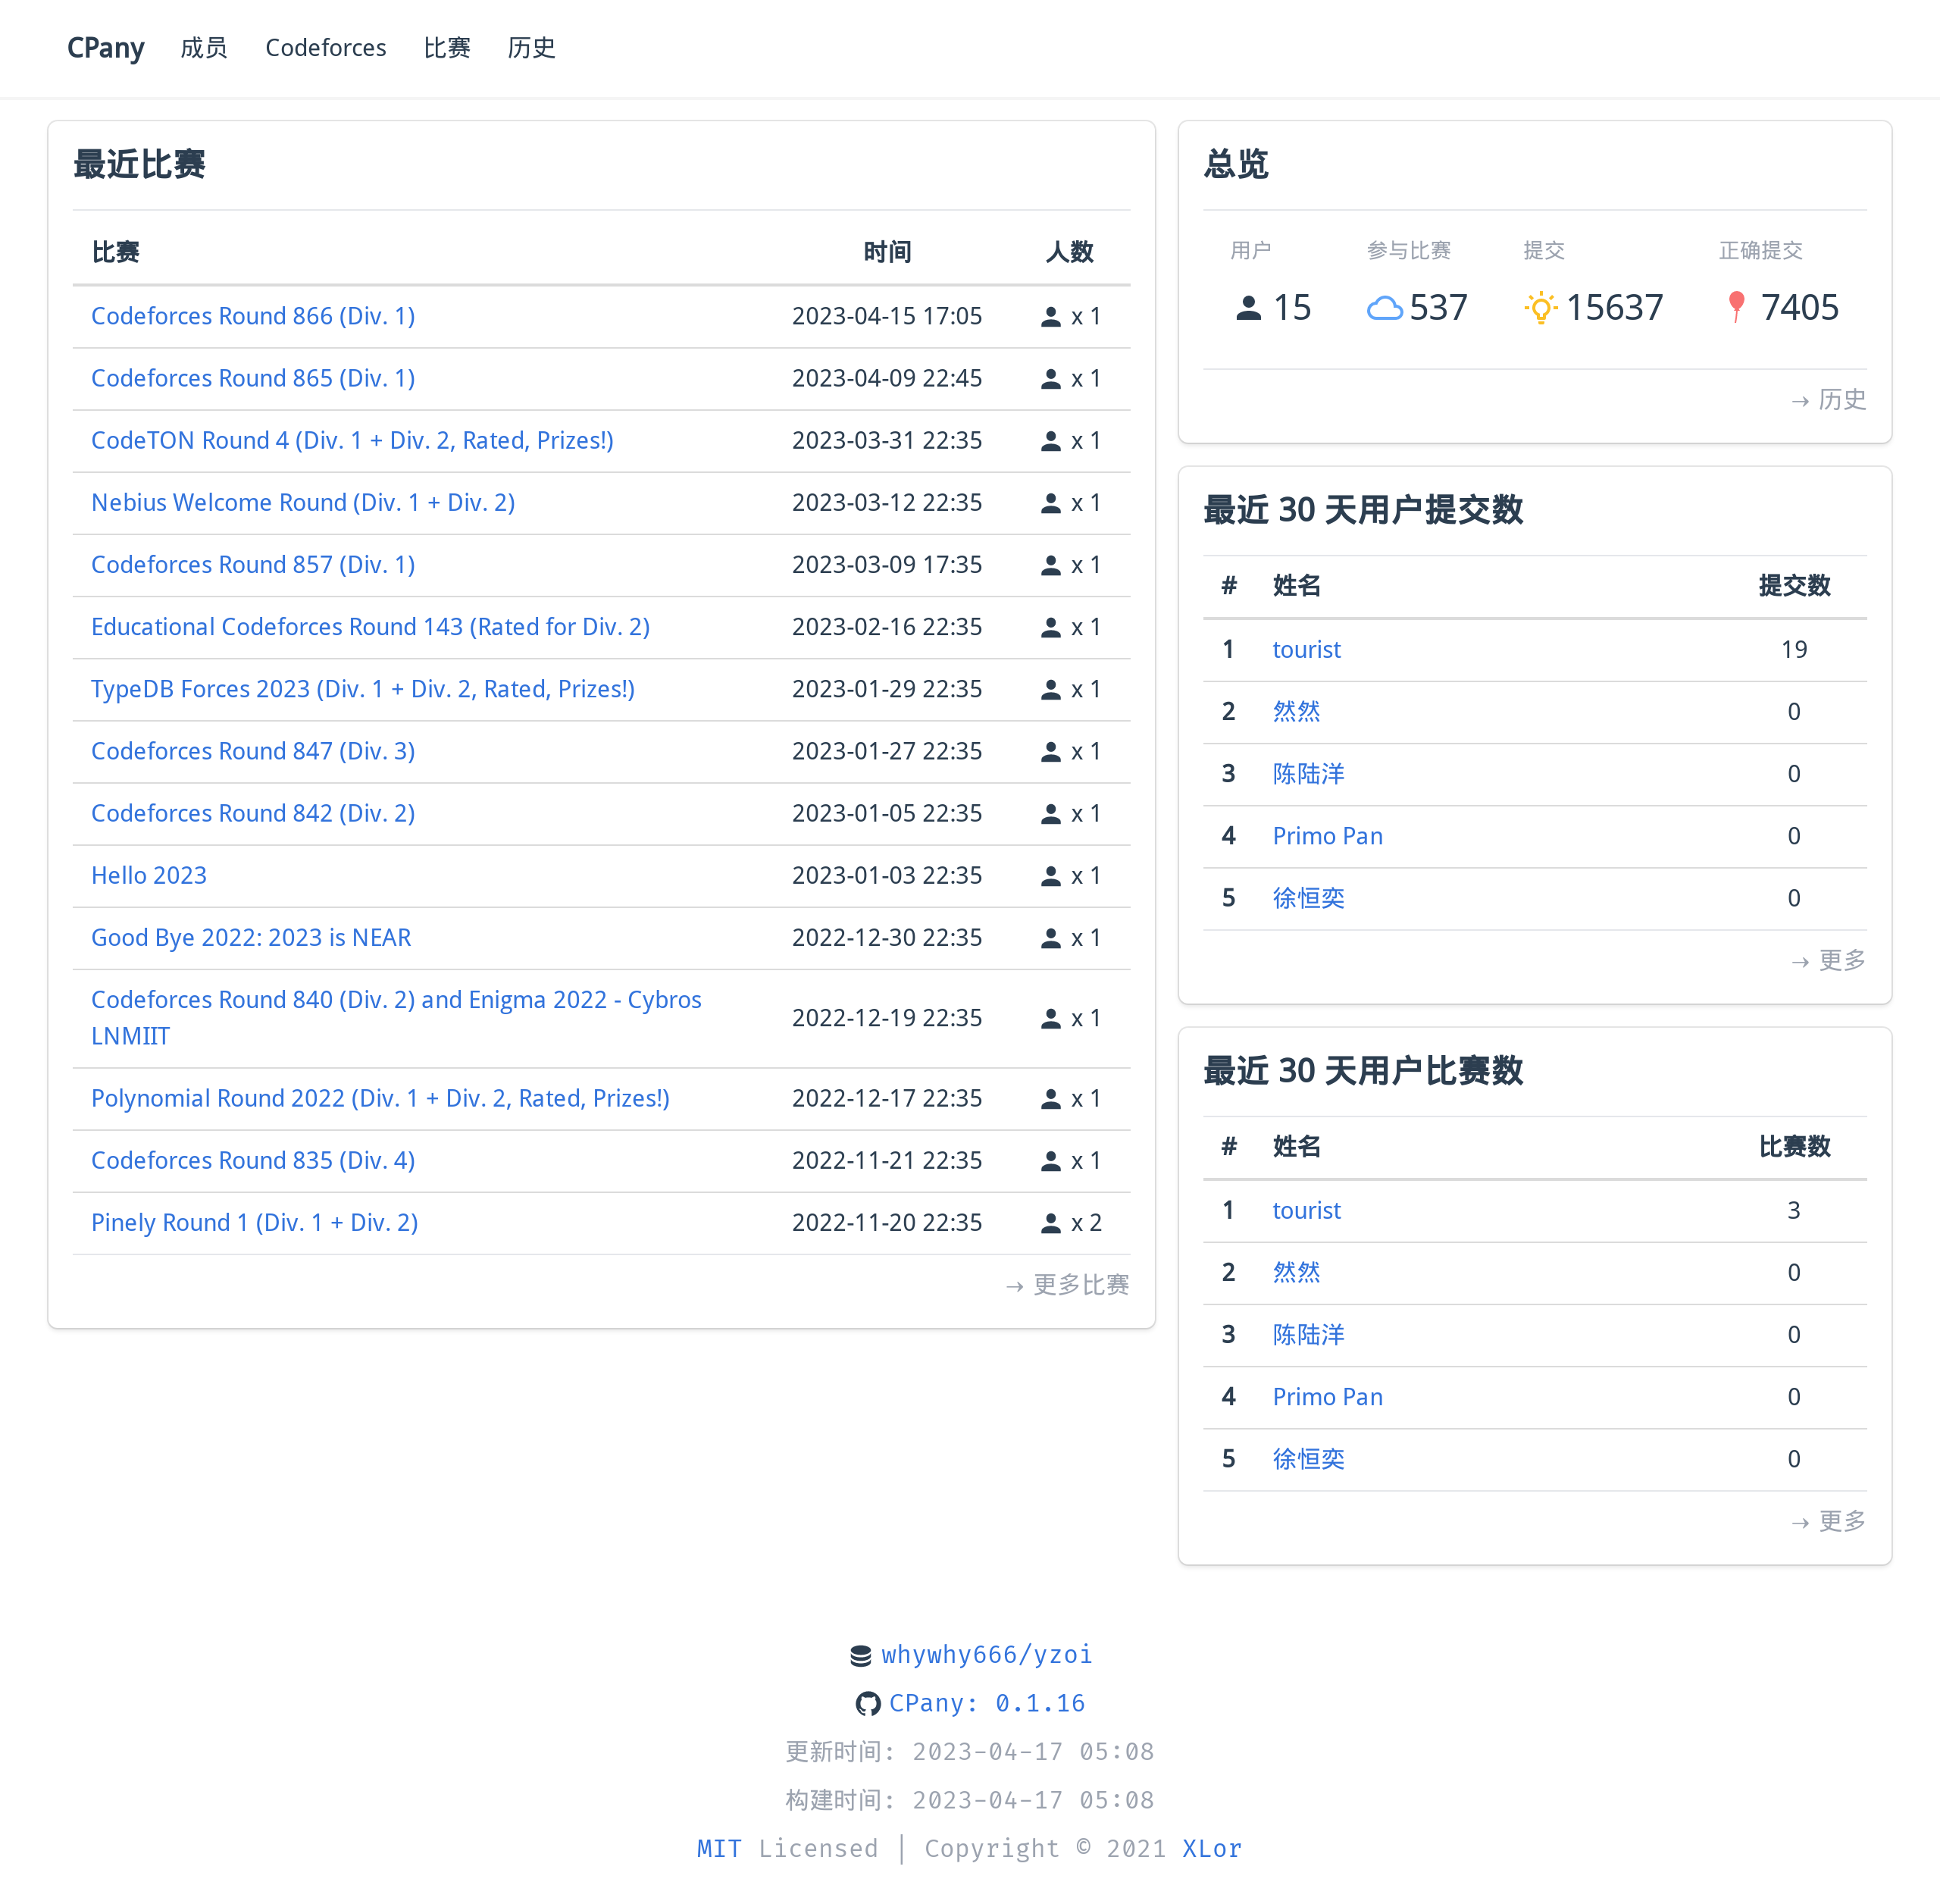 CPany 成员 Codeforces 比赛 历史
最近比赛
比赛 时间 人数
Codeforces Round 866 (Div. 1) 2023-04-15 17:05 x 1
Codeforces Round 865 (Div. 1) 2023-04-09 22:45 x 1
CodeTON Round 4 (Div. 1 + Div. 2, Rated, Prizes!) 2023-03-31 22:35 x 1
Nebius Welcome Round (Div. 1 + Div. 2) 2023-03-12 22:35 x 1
Codeforces Round 857 (Div. 1) 2023-03-09 17:35 x 1
Educational Codeforces Round 143 (Rated for Div. 2) 2023-02-16 22:35 x 1
TypeDB Forces 2023 (Div. 1 + Div. 2, Rated, Prizes!) 2023-01-29 22:35 x 1
Codeforces Round 847 (Div. 3) 2023-01-27 22:35 x 1
Codeforces Round 842 (Div. 2) 2023-01-05 22:35 x 1
Hello 2023 2023-01-03 22:35 x 1
Good Bye 2022: 2023 is NEAR 2022-12-30 22:35 x 1
Codeforces Round 840 (Div. 2) and Enigma 2022 - Cybros
LNMIIT 2022-12-19 22:35 x 1
Polynomial Round 2022 (Div. 1 + Div. 2, Rated, Prizes!) 2022-12-17 22:35 x 1
Codeforces Round 835 (Div. 4) 2022-11-21 22:35 x 1
Pinely Round 1 (Div. 1 + Div. 2) 2022-11-20 22:35 x 2
→ 更多比赛
总览
用户 参与比赛 提交 正确提交
15 537 15637 7405
→ 历史
最近 30 天用户提交数
# 姓名 提交数
1 tourist 19
2 然然 0
3 陈陆洋 0
4 Primo Pan 0
5 徐恒奕 0
→ 更多
最近 30 天用户比赛数
# 姓名 比赛数
1 tourist 3
2 然然 0
3 陈陆洋 0
4 Primo Pan 0
5 徐恒奕 0
→ 更多
whywhy666/yzoi
CPany: 0.1.16
更新时间: 2023-04-17 05:08
构建时间: 2023-04-17 05:08
MIT Licensed | Copyright © 2021 XLor